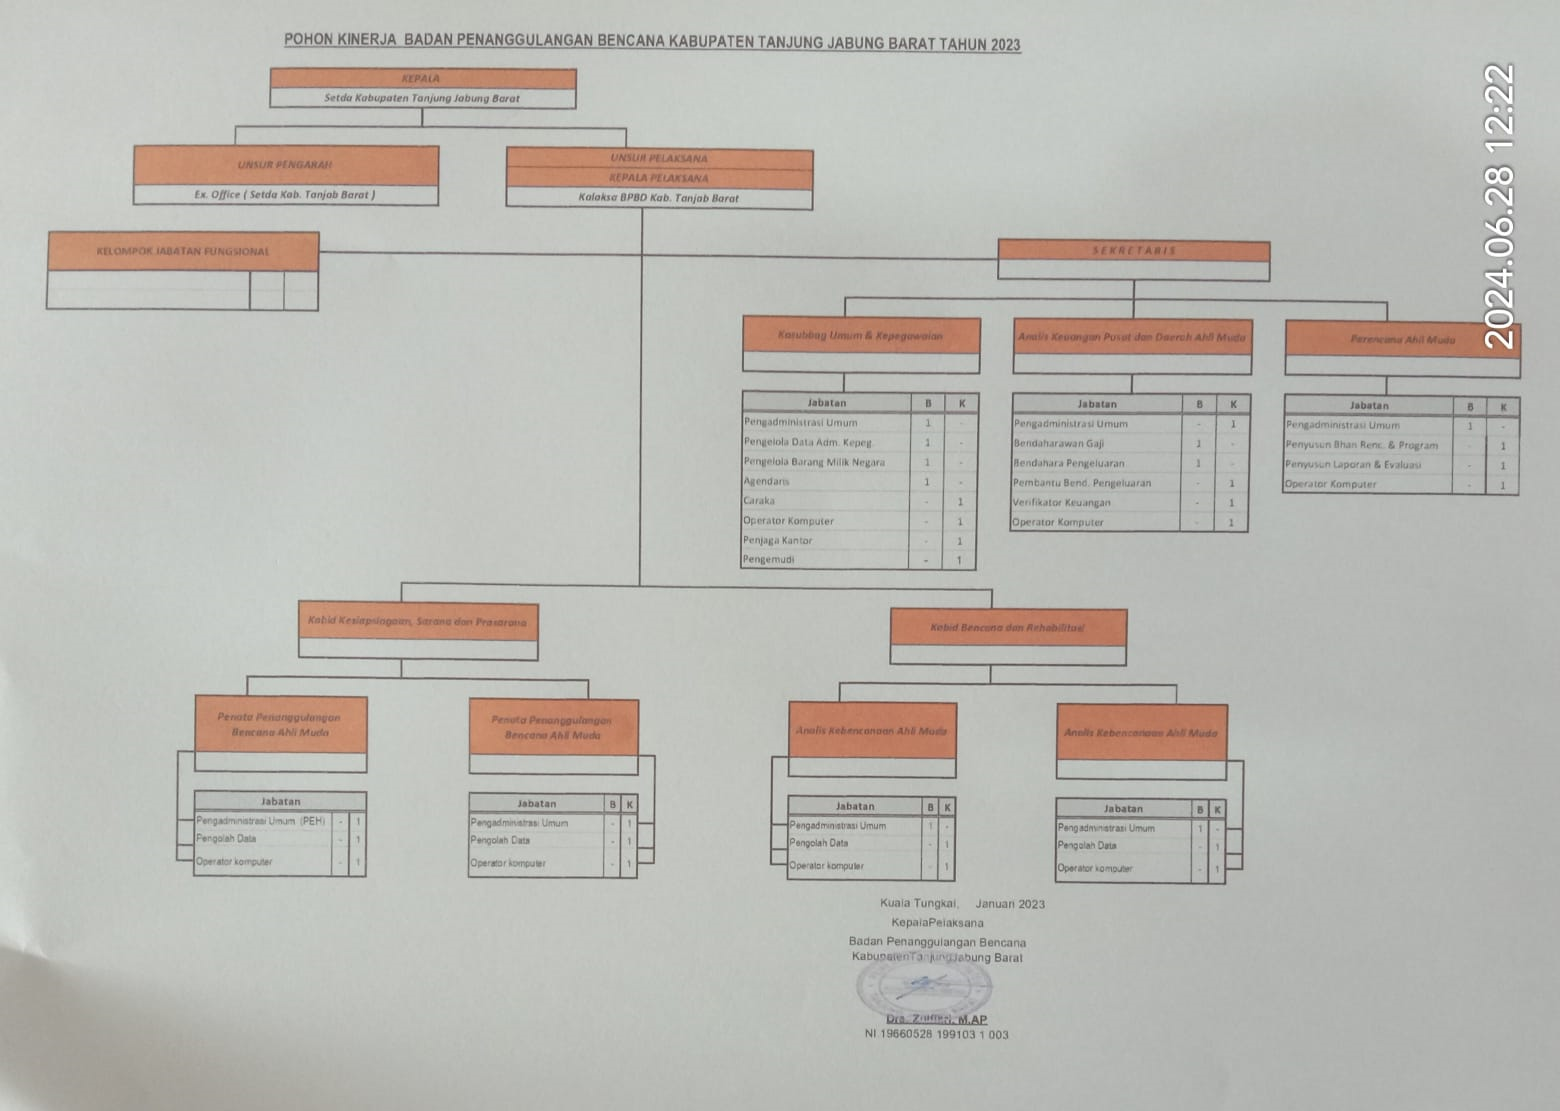 POHON KINERJA BADAN PENANGGULANGAN BENCANA KABUPATEN TANJUNG JABUNG BARAT TAHUN 2023
2024.06.28 12:22
KEPALA
Setda Kabupaten Tanjung Jabung Barat
UNSUR PENGARAH
Ex. Office ( Setda Kab. Tanjab Barat )
UNSUR PELAKSANA
KEPALA PELAKSANA
Kalaksa BPBD Kab. Tanjab Barat
KELOMPOK JABATAN FUNGSIONAL
SEKRETARIS
Kasubbag Umum & Kepegawaian
Jabatan B K
Pengadministrasi Umum 1 -
Pengelola Data Adm. Kepeg. 1 -
Pengelola Barang Milik Negara 1 -
Agendaris 1 -
Caraka - 1
Operator Komputer - 1
Penjaga Kantor - 1
Pengemudi - 1
Analis Keuangan Pusat dan Daerah Ahli Muda
Jabatan B K
Pengadministrasi Umum - 1
Bendaharawan Gaji 1 -
Bendahara Pengeluaran 1 -
Pembantu Bend. Pengeluaran - 1
Verifikator Keuangan - 1
Operator Komputer - 1
Perencana Ahli Muda
Jabatan B K
Pengadministrasi Umum 1 -
Penyusun Bhan Renc. & Program - 1
Penyusun Laporan & Evaluasi - 1
Operator Komputer - 1
Kabid Kesiapsiagaan, Sarana dan Prasarana
Penata Penanggulangan
Bencana Ahli Muda
Jabatan
Pengadministrasi Umum (PEH) - 1
Pengolah Data - 1
Operator komputer - 1
Penata Penanggulangan
Bencana Ahli Muda
Jabatan B K
Pengadministrasi Umum - 1
Pengolah Data - 1
Operator komputer - 1
Kabid Bencana dan Rehabilitasi
Analis Kebencanaan Ahli Muda
Jabatan B K
Pengadministrasi Umum 1 -
Pengolah Data - 1
Operator komputer - 1
Analis Kebencanaan Ahli Muda
Jabatan B K
Pengadministrasi Umum 1 -
Pengolah Data - 1
Operator komputer - 1
Kuala Tungkal, Januari 2023
KepalaPelaksana
Badan Penanggulangan Bencana
KabupatenTanjungJabung Barat
Drs. M.AP
NI 19660528 199103 1 003